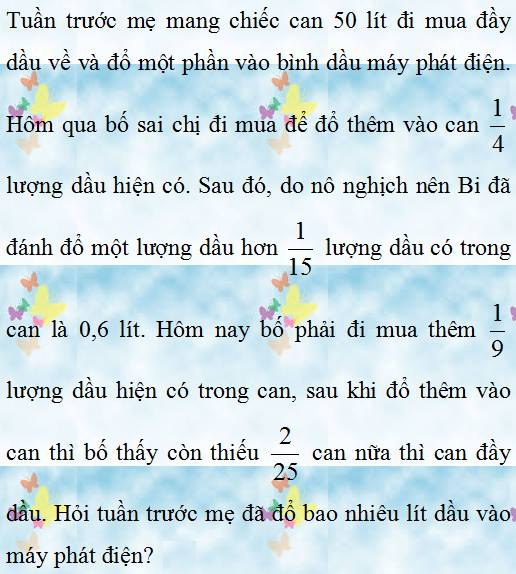 Tuần trước mẹ mang chiếc can 50 lít đi mua đầy
dầu về và đổ một phần vào bình dầu máy phát điện.
Hôm qua bố sai chị đi mua để đổ thêm vào can 1/4
lượng dầu hiện có. Sau đó, do nô nghịch nên Bi đã
đánh đổ một lượng dầu hơn 1/15 lượng dầu có trong
can là 0,6 lít. Hôm nay bố phải đi mua thêm 1/9
lượng dầu hiện có trong can, sau khi đổ thêm vào
can thì bố thấy còn thiếu 2/25 can nữa thì can đầy
dầu. Hỏi tuần trước mẹ đã đổ bao nhiêu lít dầu vào
máy phát điện?